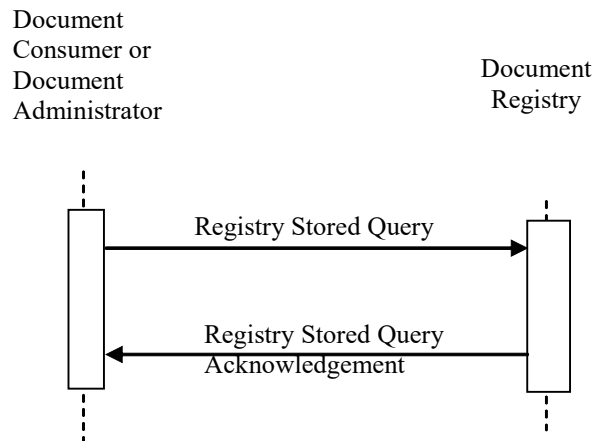 Document
Consumer or
Document
Administrator
Document
Registry
Registry Stored Query
Registry Stored Query
Acknowledgement